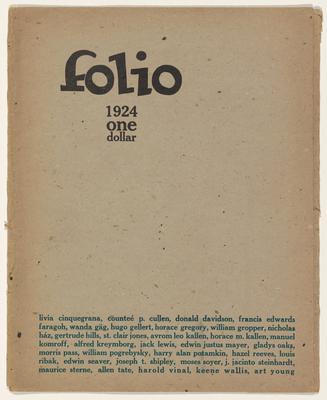 folio
1924
one
dollar
livia cinquegrana, counteé p. cullen, donald davidson, francis edwards
faragoh, wanda gäg, hugo gellert, horace gregory, william gropper, nicholas
ház, gertrude hills, st. clair jones, avrom leo kallen, horace m. kallen, manuel
komroff, alfred kreymborg, jack lewis, edwin justus mayer, gladys oaks,
morris pass, william pogrebysky, harry alan potamkin, hazel reeves, louis
ribak, edwin seaver, joseph t. shipley, moses soyer, j. jacinto steinhardt,
maurice sterne, allen tate, harold vinal, keene wallis, art young